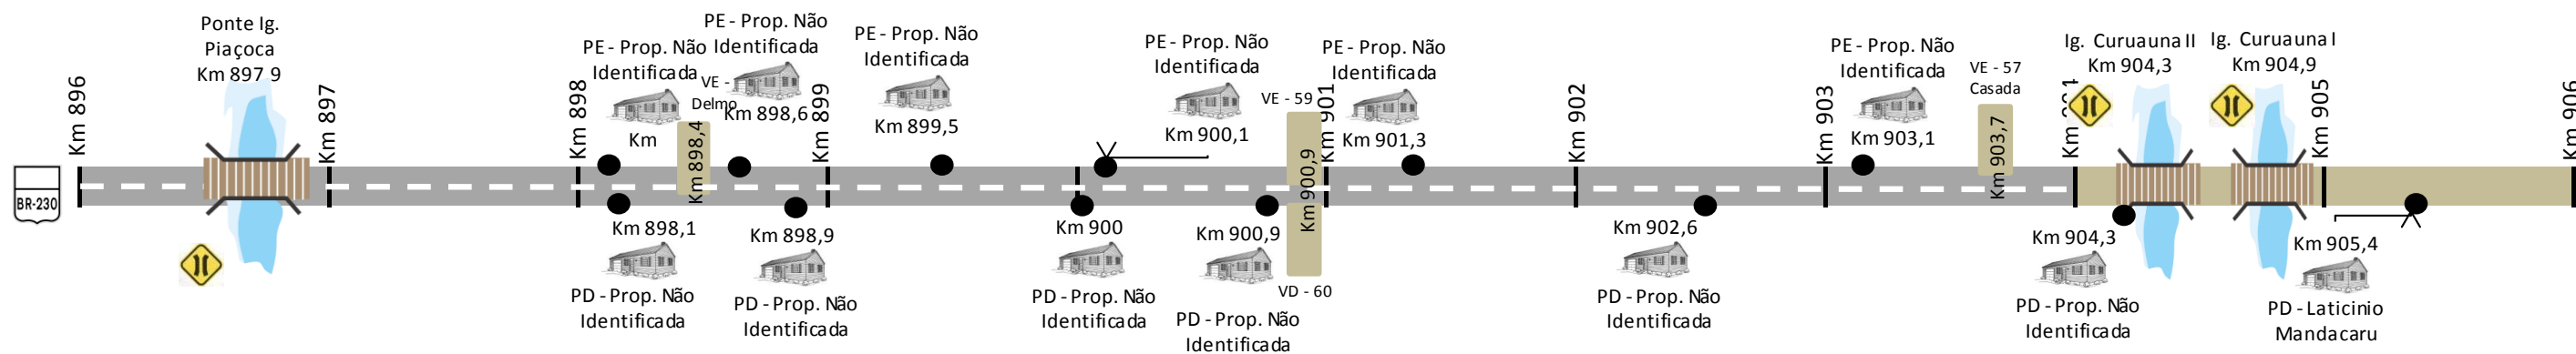 Ponte Ig.
Piaçoca
Km 897 9
PE - Prop. Não
Identificada
Km
VE -
Delmo
PE - Prop. Não
Identificada
Km 898,6
PE - Prop. Não
Identificada
Km 899,5
PE - Prop. Não
Identificada
Km 900,1
VE - 59
PE - Prop. Não
Identificada
Km 901,3
PE - Prop. Não
Identificada
Km 903,1
VE - 57
Casada
Ig. Curuauna II
Km 904,3
Ig. Curuauna I
Km 904,9
Km 896
Km 897
Km 898
Km 899
Km 901
Km 902
Km 903
Km
Km 905
Km 906
BR-230
Km 898,4
Km 900,9
Km 903,7
Km 898,1
PD - Prop. Não
Identificada
Km 898,9
PD - Prop. Não
Identificada
Km 900
PD - Prop. Não
Identificada
Km 900,9
PD - Prop. Não
Identificada
VD - 60
Km 902,6
PD - Prop. Não
Identificada
Km 904,3
PD - Prop. Não
Identificada
Km 905,4
PD - Laticinio
Mandacaru